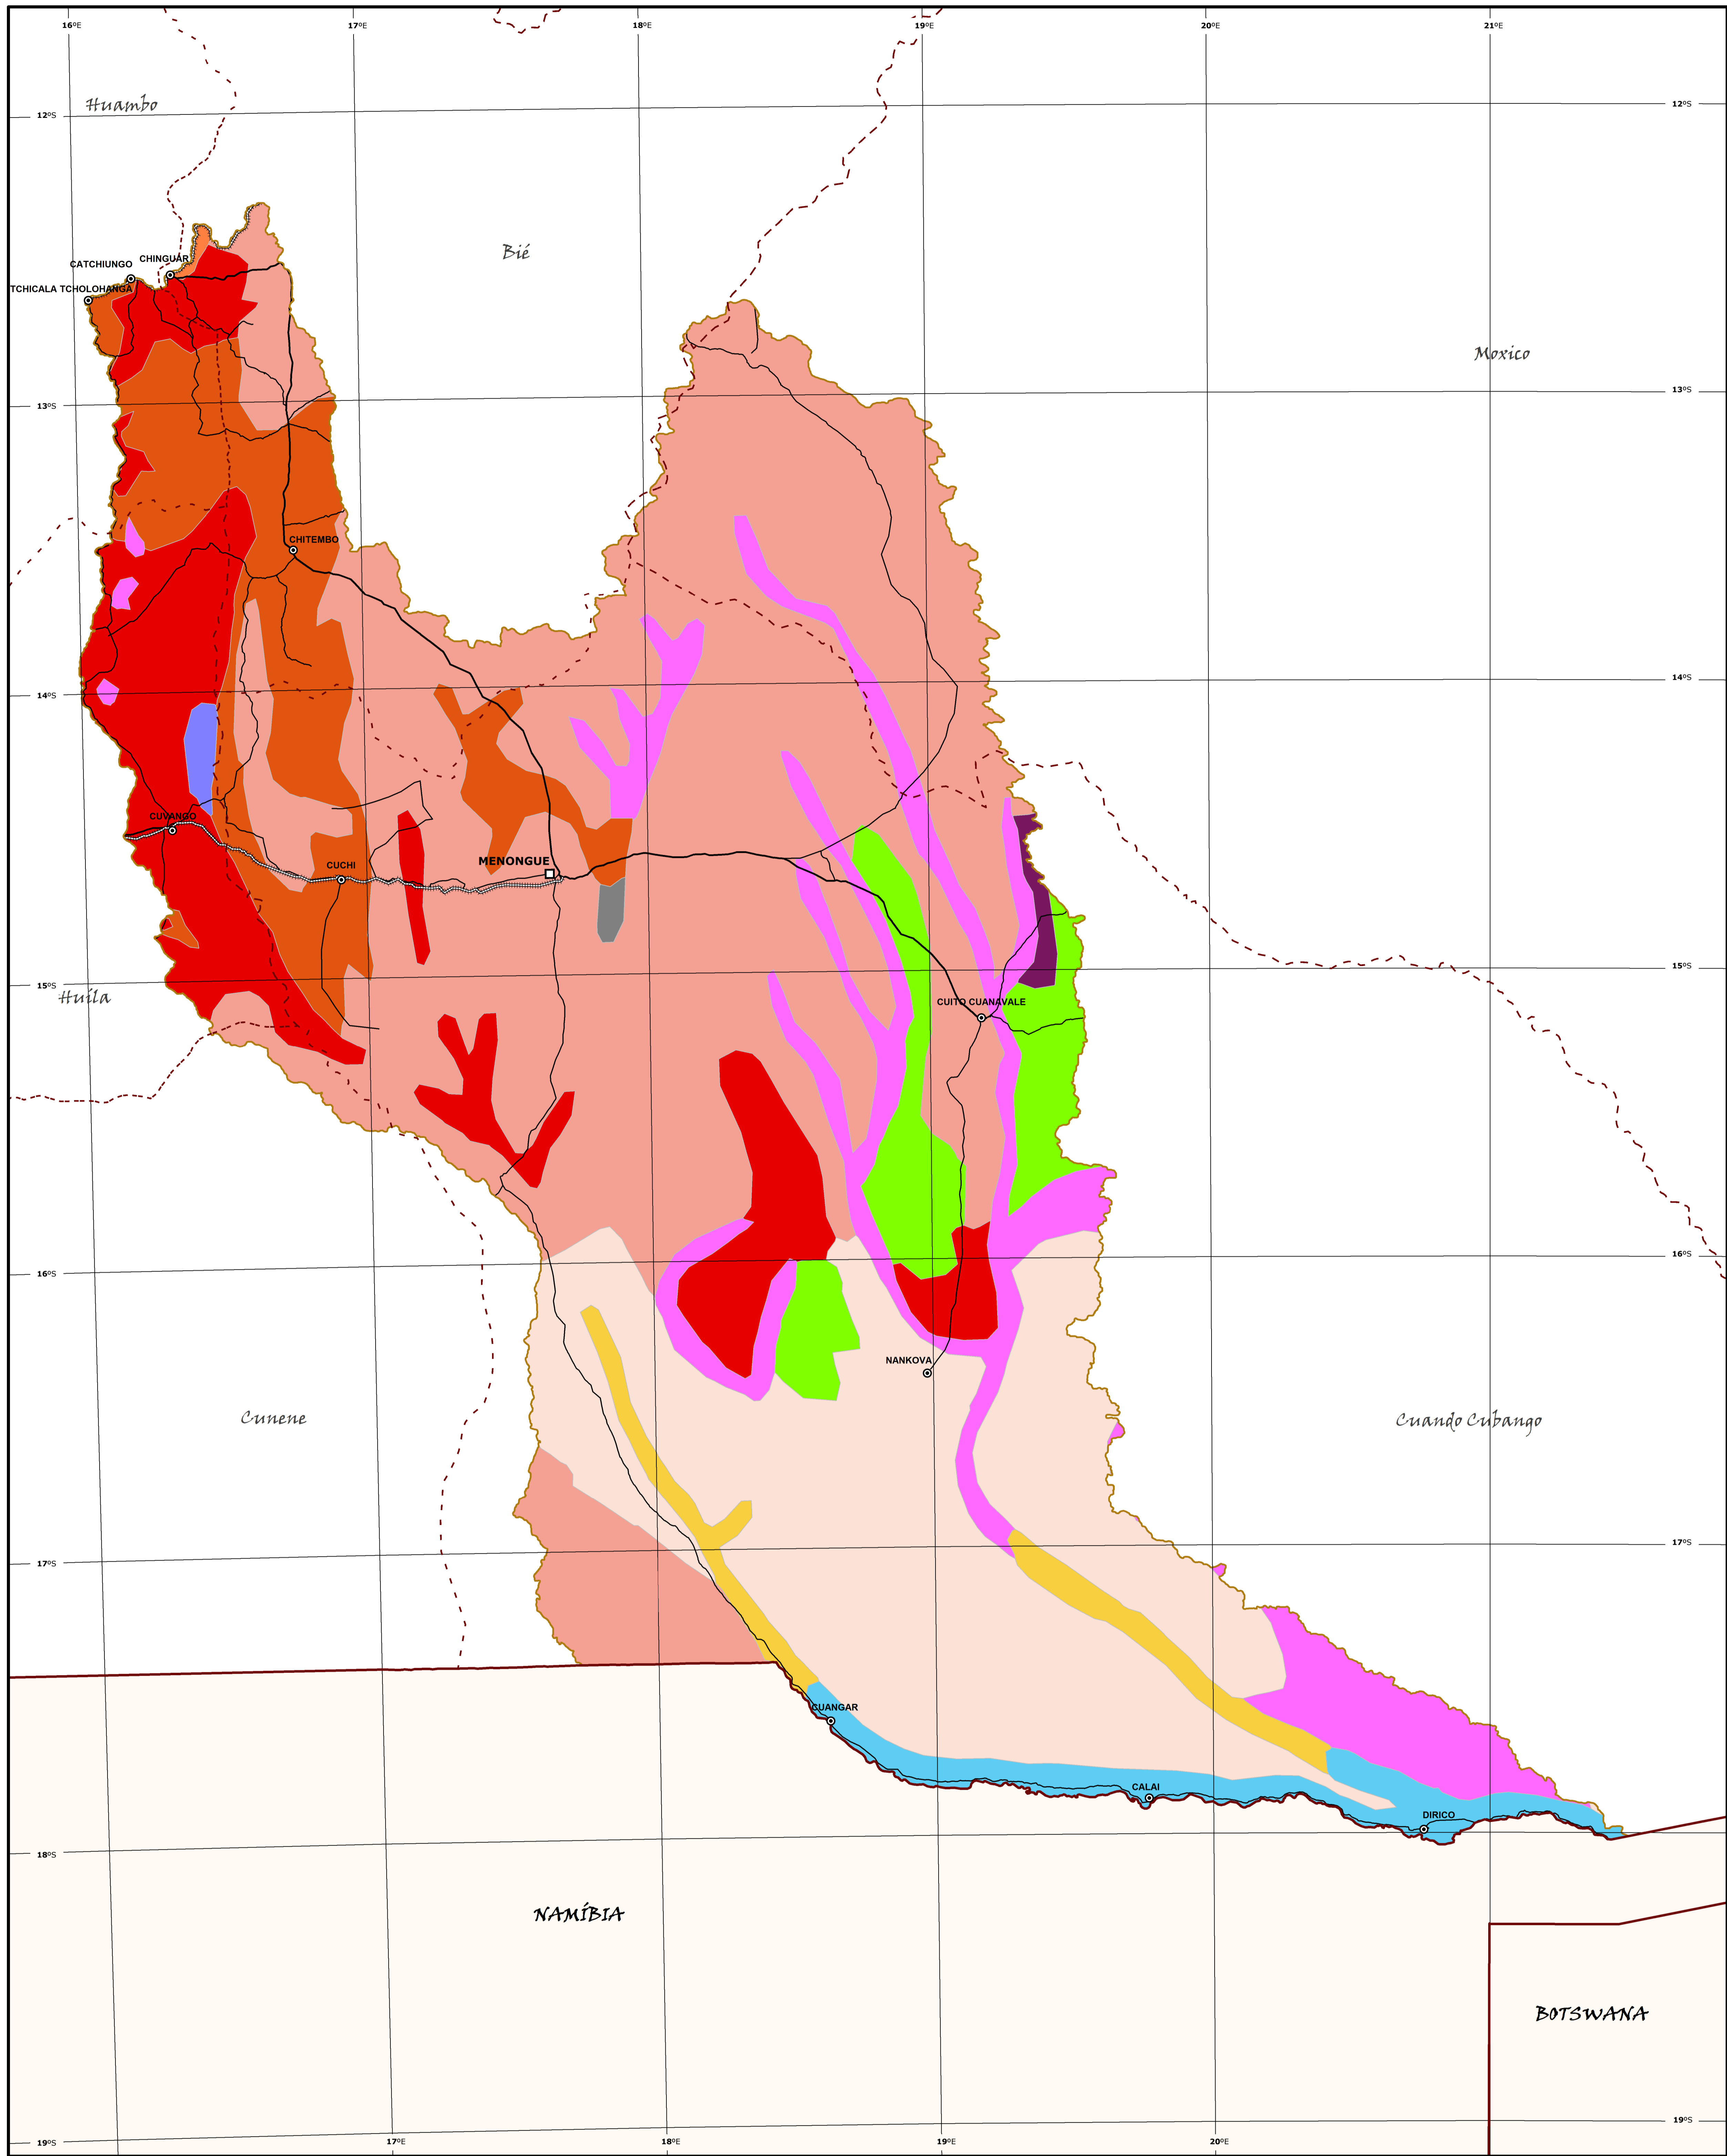 16ºE 17ºE 18ºE 19ºE 20ºE 21ºE
Huambo
12ºS 12ºS
Bié
CHINGUAR
CATCHIUNGO
TCHICALA TCHOLOHANGA
Moxico
13ºS 13ºS
CHITEMBO
14ºS 14ºS
CUVANGO
MENONGUE
CUCHI
15ºS 15ºS
Huíla
CUITO CUANAVALE
16ºS 16ºS
NANKOVA
Cunene
Cuando Cubango
17ºS 17ºS
CUANGAR
CALAI
DIRICO
18ºS
NAMÍBIA
BOTSWANA
19ºS 19ºS
17ºE 18ºE 19ºE 20ºE